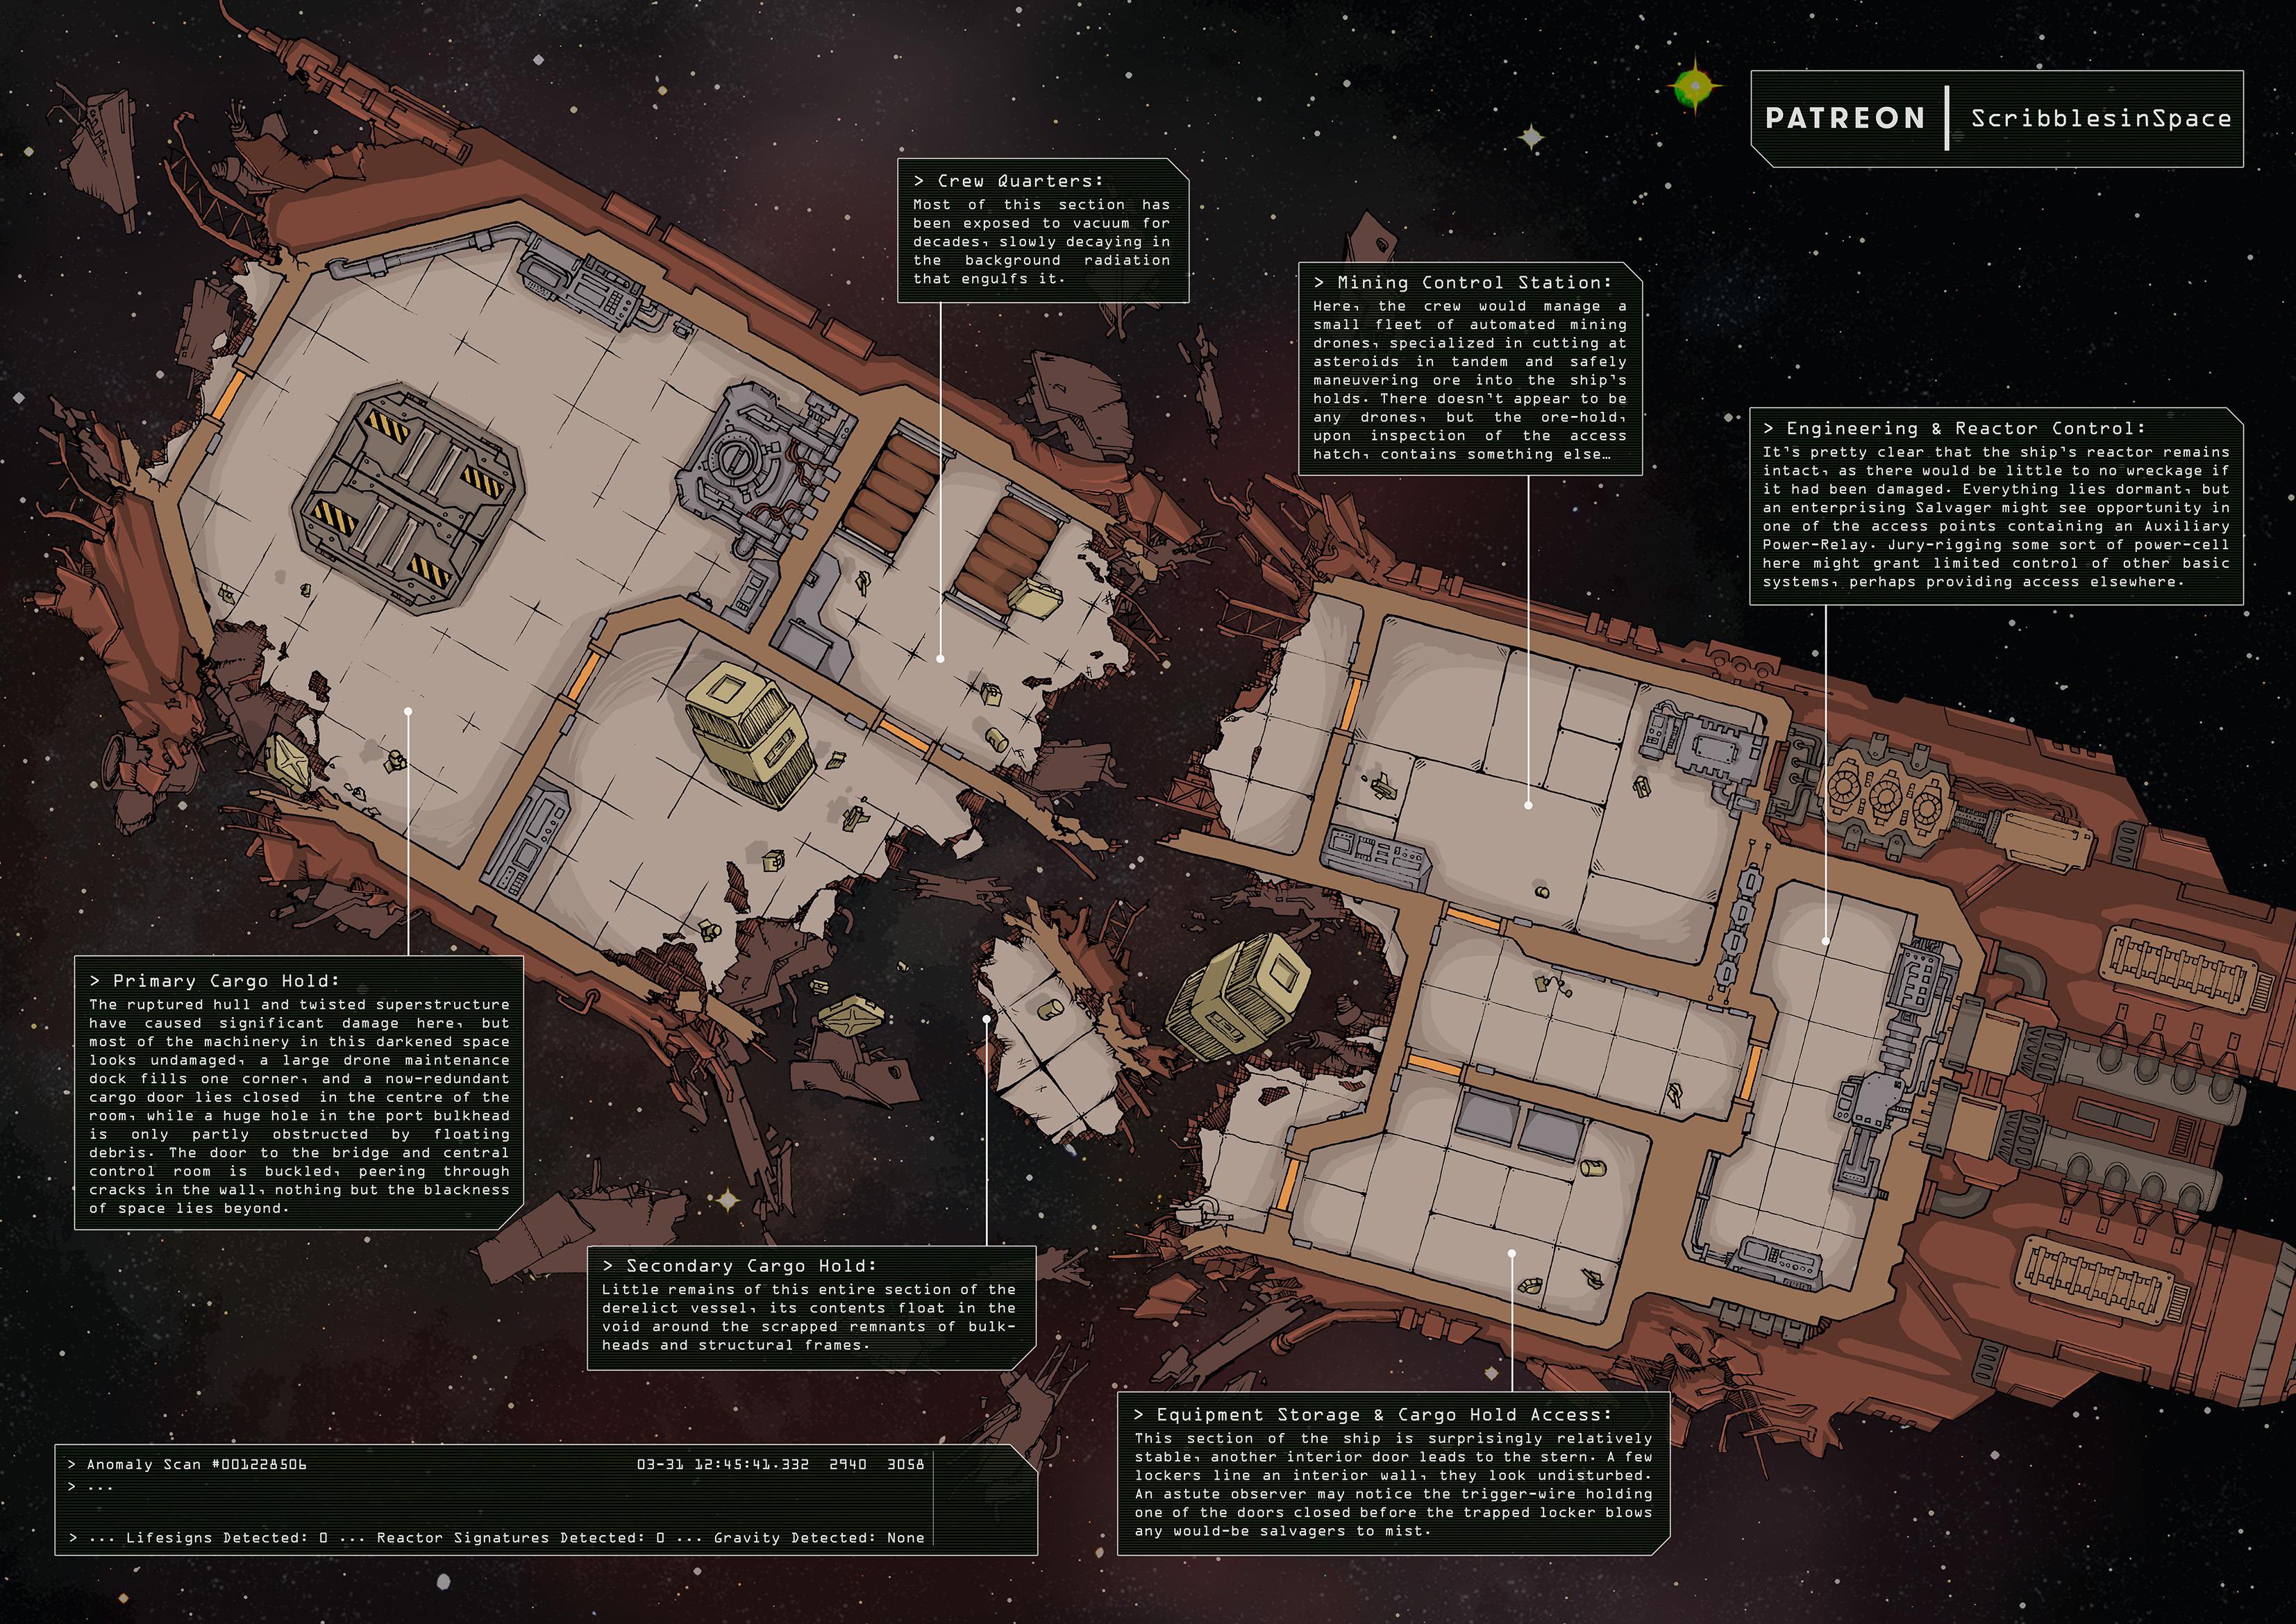 PATREON | ScribblesinSpace
> Crew Quarters:
Most of this section has
been exposed to vacuum for
decades, slowly decaying in
the background radiation
that engulfs it.
> Mining Control Station:
Here, the crew would manage a
small fleet of automated mining
drones, specialized in cutting at
asteroids in tandem and safely
maneuvering ore into the ship's
holds. There doesn't appear to be
any drones, but the ore-hold,
upon inspection of the access
hatch, contains something else…
> Engineering & Reactor Control:
It's pretty clear that the ship's reactor remains
intact, as there would be little to no wreckage if
it had been damaged. Everything lies dormant, but
an enterprising Salvager might see opportunity in
one of the access points containing an Auxiliary
Power-Relay. Jury-rigging some sort of power-cell
here might grant limited control of other basic
systems, perhaps providing access elsewhere.
> Primary Cargo Hold:
The ruptured hull and twisted superstructure
have caused significant damage here, but
most of the machinery in this darkened space
looks undamaged, a large drone maintenance
dock fills one corner, and a now-redundant
cargo door lies closed in the centre of the
room, while a huge hole in the port bulkhead
is only partly obstructed by floating
debris. The door to the bridge and central
control room is buckled, peering through
cracks in the wall, nothing but the blackness
of space lies beyond.
> Secondary Cargo Hold:
Little remains of this entire section of the
derelict vessel, its contents float in the
void around the scrapped remnants of bulk-
heads and structural frames.
> Equipment Storage & Cargo Hold Access:
This section of the ship is surprisingly relatively
stable, another interior door leads to the stern. A few
lockers line an interior wall, they look undisturbed.
An astute observer may notice the trigger-wire holding
one of the doors closed before the trapped locker blows
any would-be salvagers to mist.
> Anomaly Scan #001228506 03-31 12:45:41.332 2940 3058
> ...
> ... Lifesigns Detected: 0 ... Reactor Signatures Detected: 0 ... Gravity Detected: None